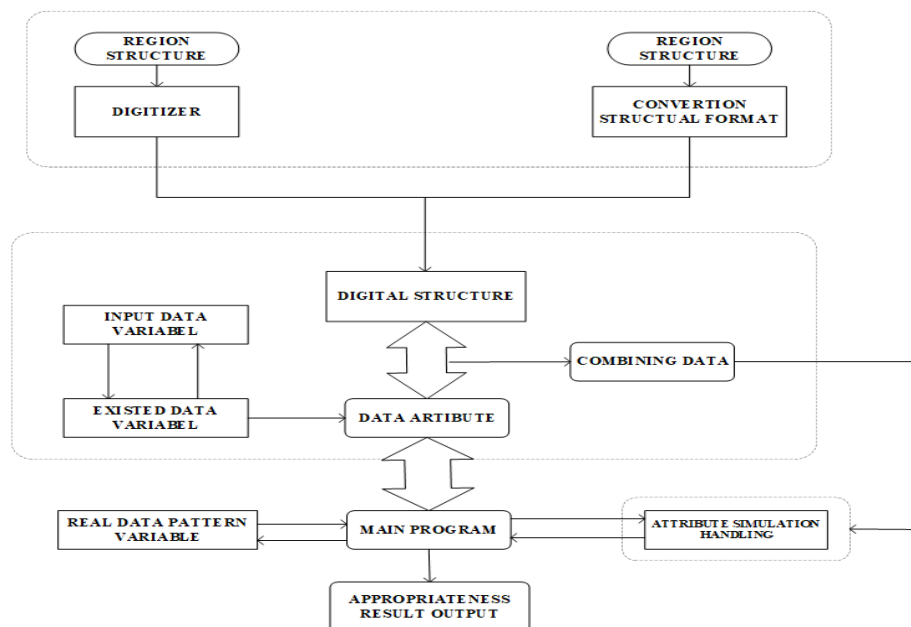 REGION
STRUCTURE
REGION
STRUCTURE
DIGITIZER
CONVERTION
STRUCTUAL FORMAT
DIGITAL STRUCTURE
INPUT DATA
VARIABEL
COMBINING DATA
EXISTED DATA
VARIABEL
DATA ARTIBUTE
REAL DATA PATTERN
VARIABLE
MAIN PROGRAM
ATTRIBUTE SIMULATION
HANDLING
APPROPRIATENESS
RESULT OUTPUT